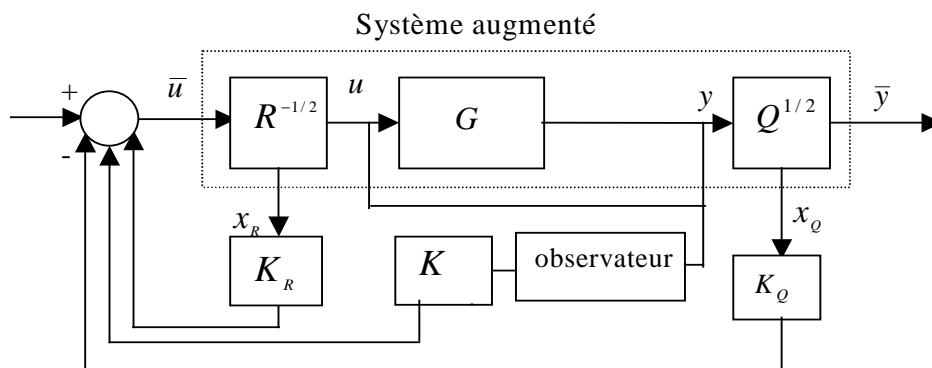 Système augmenté
+
u̅
R^{-1/2}
u
G
y
Q^{1/2}
y̅
-
x_R
K_R
K
observateur
x_Q
K_Q